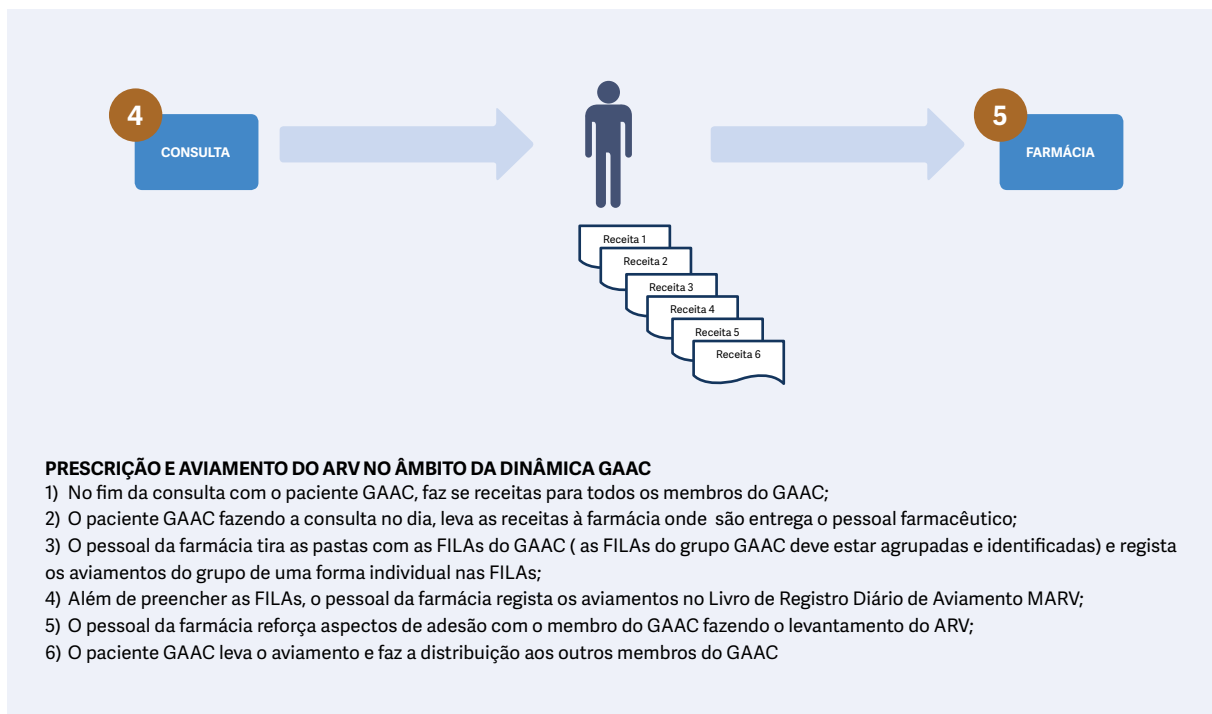 4
CONSULTA
5
FARMÁCIA
Receita 1
Receita 2
Receita 3
Receita 4
Receita 5
Receita 6
PRESCRIÇÃO E AVIAMENTO DO ARV NO ÂMBITO DA DINÂMICA GAAC
1) No fim da consulta com o paciente GAAC, faz se receitas para todos os membros do GAAC;
2) O paciente GAAC fazendo a consulta no dia, leva as receitas à farmácia onde são entrega o pessoal farmacêutico;
3) O pessoal da farmácia tira as pastas com as FILAs do GAAC ( as FILAs do grupo GAAC deve estar agrupadas e identificadas) e regista
os aviamentos do grupo de uma forma individual nas FILAs;
4) Além de preencher as FILAs, o pessoal da farmácia regista os aviamentos no Livro de Registro Diário de Aviamento MARV;
5) O pessoal da farmácia reforça aspectos de adesão com o membro do GAAC fazendo o levantamento do ARV;
6) O paciente GAAC leva o aviamento e faz a distribuição aos outros membros do GAAC